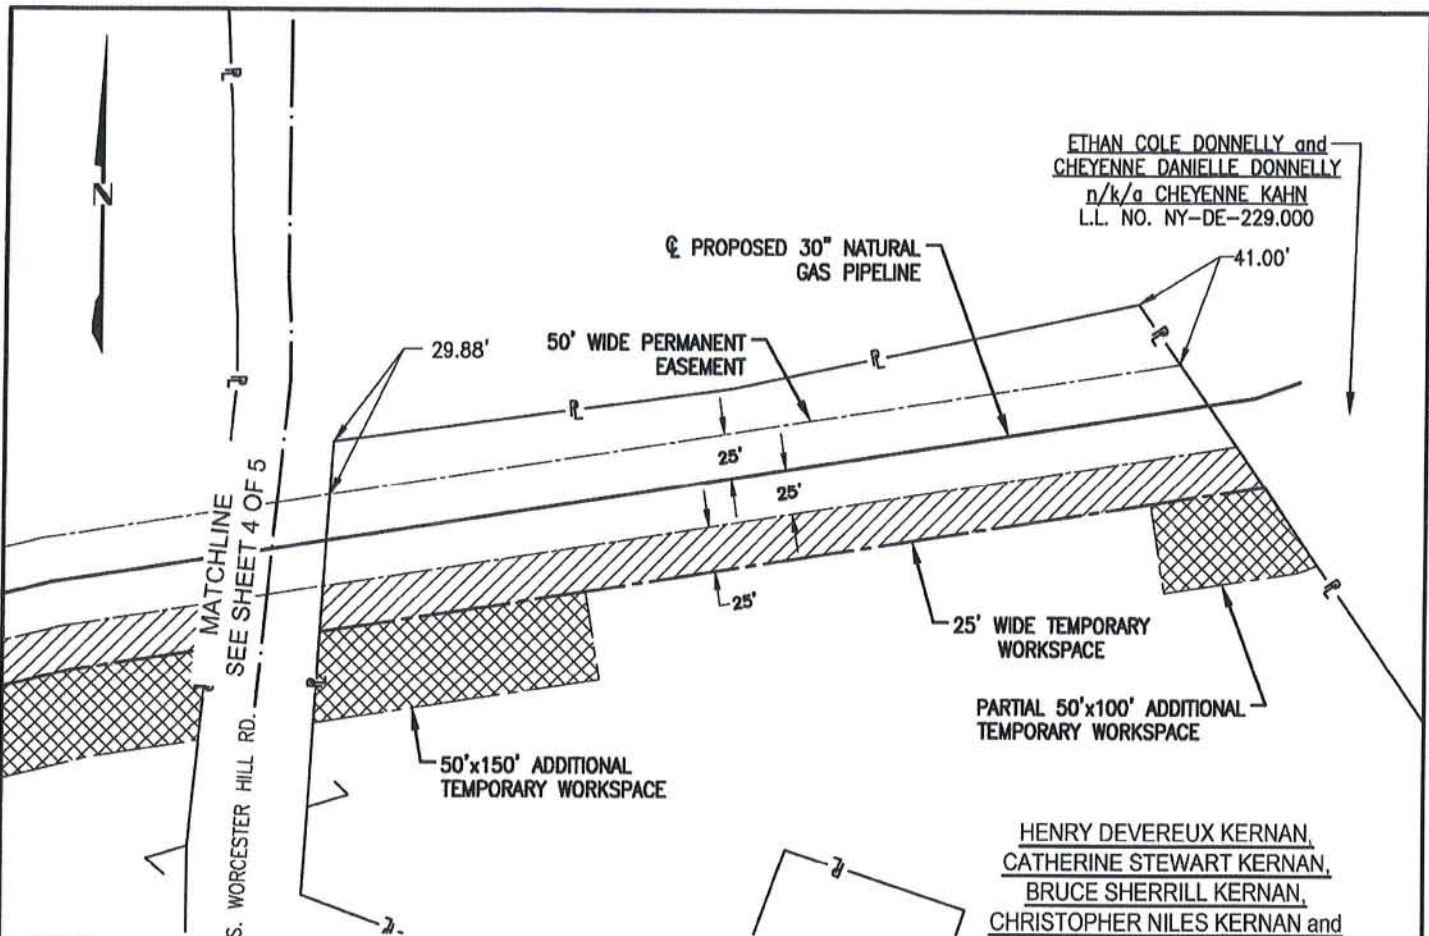 N
ETHAN COLE DONNELLY and
CHEYENNE DANIELLE DONNELLY
n/k/a CHEYENNE KAHN
L.L. NO. NY-DE-229.000
℄ PROPOSED 30" NATURAL
GAS PIPELINE
41.00'
29.88'
50' WIDE PERMANENT
EASEMENT
25'
25'
25'
MATCHLINE
SEE SHEET 4 OF 5
25' WIDE TEMPORARY
WORKSPACE
PARTIAL 50'x100' ADDITIONAL
TEMPORARY WORKSPACE
50'x150' ADDITIONAL
TEMPORARY WORKSPACE
S. WORCESTER HILL RD.
HENRY DEVEREUX KERNAN,
CATHERINE STEWART KERNAN,
BRUCE SHERRILL KERNAN,
CHRISTOPHER NILES KERNAN and